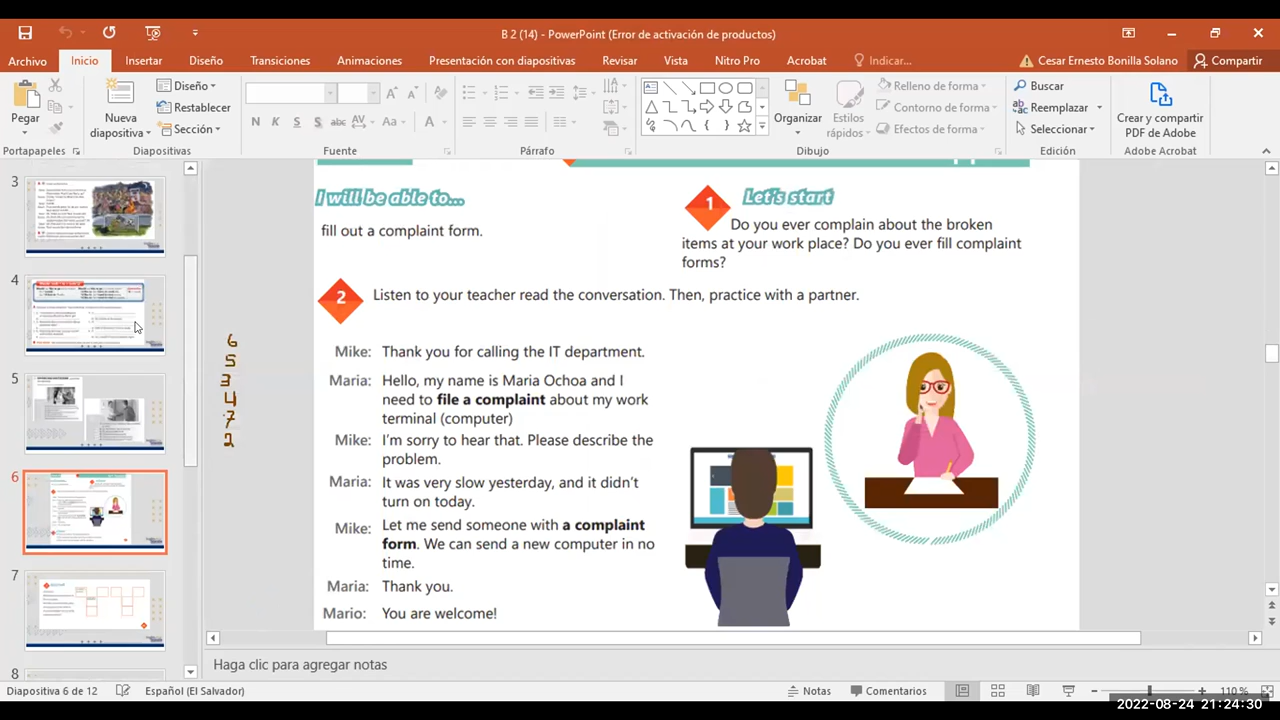 B 2 (14) - PowerPoint (Error de activación de productos)
Archivo Inicio Insertar Diseño Transiciones Animaciones Presentación con diapositivas Revisar Vista Nitro Pro Acrobat Indicar... Cesar Ernesto Bonilla Solano Compartir
Pegar
Nueva diapositiva
Diseño
Restablecer
Sección
N K S S abc AV Aa A
Organizar
Estilos rápidos
Relleno de forma
Contorno de forma
Efectos de forma
Buscar
Reemplazar
Seleccionar
Crear y compartir PDF de Adobe
Portapapeles Diapositivas Fuente Párrafo Dibujo Edición Adobe Acrobat
3
4
5
6
7
8
6
5
3
4
7
2
I will be able to...
fill out a complaint form.
1 Let's start
Do you ever complain about the broken
items at your work place? Do you ever fill complaint
forms?
2 Listen to your teacher read the conversation. Then, practice with a partner.
Mike: Thank you for calling the IT department.
Maria: Hello, my name is Maria Ochoa and I
need to file a complaint about my work
terminal (computer)
Mike: I'm sorry to hear that. Please describe the
problem.
Maria: It was very slow yesterday, and it didn't
turn on today.
Mike: Let me send someone with a complaint
form. We can send a new computer in no
time.
Maria: Thank you.
Mario: You are welcome!
Haga clic para agregar notas
Diapositiva 6 de 12 Español (El Salvador) Notas Comentarios 110 %
2022-08-24 21:24:30